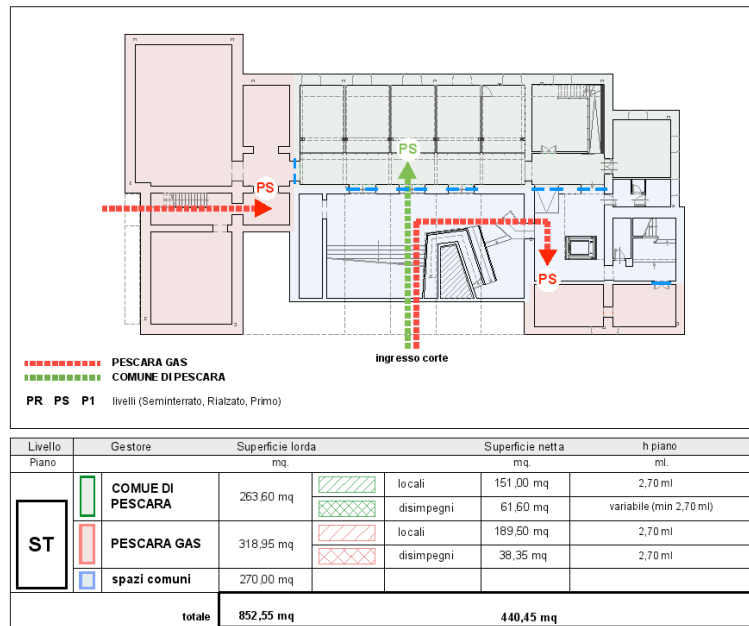 PS
PS
PS
ingresso corte
PESCARA GAS
COMUNE DI PESCARA
PR PS P1 livelli (Seminterrato, Rialzato, Primo)
Livello Gestore Superficie lorda Superficie netta h piano
Piano mq. mq. ml.
ST
COMUE DI PESCARA 263,60 mq locali 151,00 mq 2,70 ml
disimpegni 61,60 mq variabile (min 2,70 ml)
PESCARA GAS 318,95 mq locali 189,50 mq 2,70 ml
disimpegni 38,35 mq 2,70 ml
spazi comuni 270,00 mq
totale 852,55 mq 440,45 mq